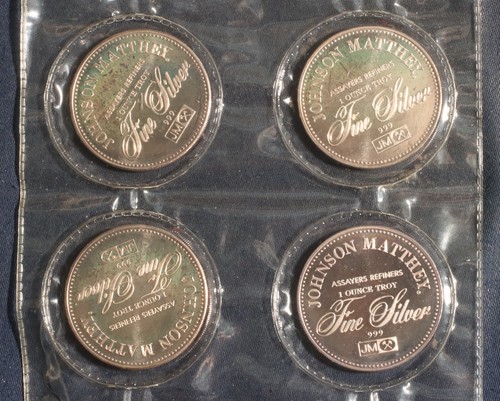 JOHNSON MATTHEY
ASSAYERS REFINERS
1 OUNCE TROY
Fine Silver
999
JM
JOHNSON MATTHEY
ASSAYERS REFINERS
1 OUNCE TROY
Fine Silver
999
JM
JOHNSON MATTHEY
ASSAYERS REFINERS
1 OUNCE TROY
Fine Silver
999
JM
JOHNSON MATTHEY
ASSAYERS REFINERS
1 OUNCE TROY
Fine Silver
999
JM